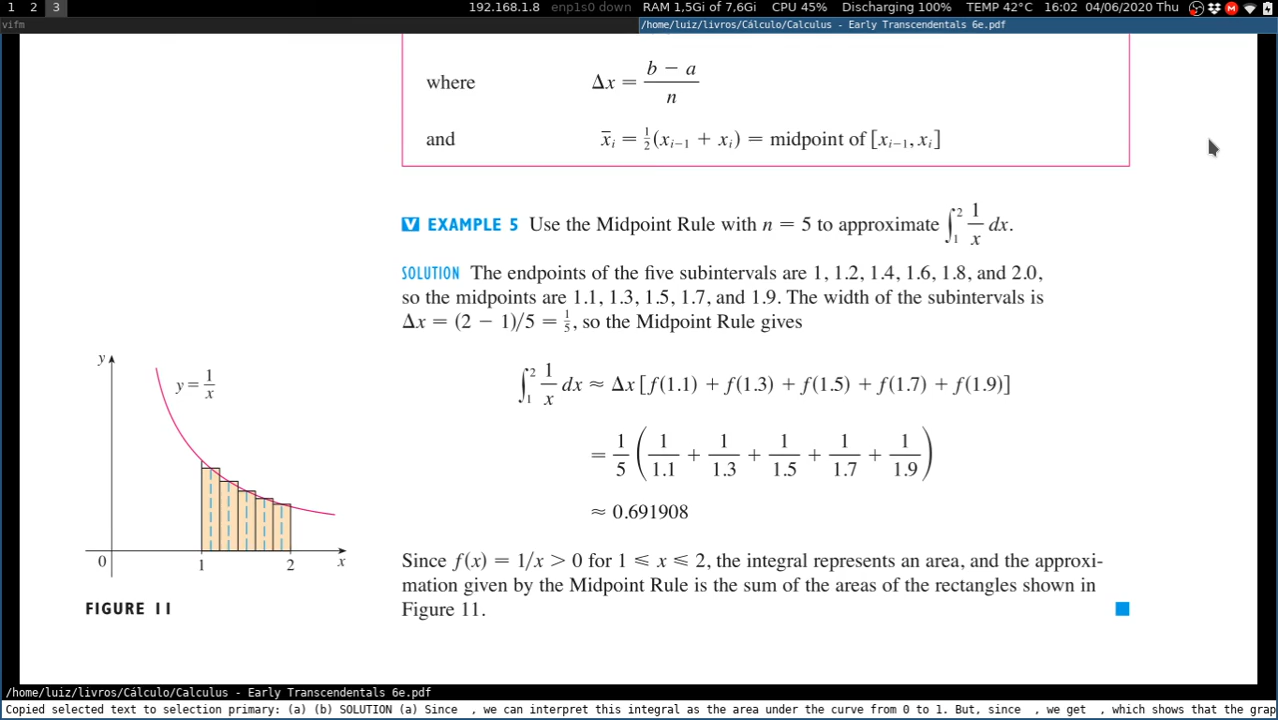 1 2 3 192.168.1.8 enp1s0 down RAM 1,5Gi of 7,6Gi CPU 45% Discharging 100% TEMP 42°C 16:02 04/06/2020 Thu
vifm /home/luiz/livros/Cálculo/Calculus - Early Transcendentals 6e.pdf
where Δx = (b − a)/n
and x̄ᵢ = ½(xᵢ₋₁ + xᵢ) = midpoint of [xᵢ₋₁, xᵢ]
V EXAMPLE 5 Use the Midpoint Rule with n = 5 to approximate ∫₁² 1/x dx.
SOLUTION The endpoints of the five subintervals are 1, 1.2, 1.4, 1.6, 1.8, and 2.0,
so the midpoints are 1.1, 1.3, 1.5, 1.7, and 1.9. The width of the subintervals is
Δx = (2 − 1)/5 = 1/5, so the Midpoint Rule gives
∫₁² 1/x dx ≈ Δx [f(1.1) + f(1.3) + f(1.5) + f(1.7) + f(1.9)]
= 1/5 (1/1.1 + 1/1.3 + 1/1.5 + 1/1.7 + 1/1.9)
≈ 0.691908
Since f(x) = 1/x > 0 for 1 ≤ x ≤ 2, the integral represents an area, and the approxi-
mation given by the Midpoint Rule is the sum of the areas of the rectangles shown in
Figure 11.
y
y = 1/x
0 1 2 x
FIGURE 11
/home/luiz/livros/Cálculo/Calculus - Early Transcendentals 6e.pdf
Copied selected text to selection primary: (a) (b) SOLUTION (a) Since , we can interpret this integral as the area under the curve from 0 to 1. But, since , we get , which shows that the grap